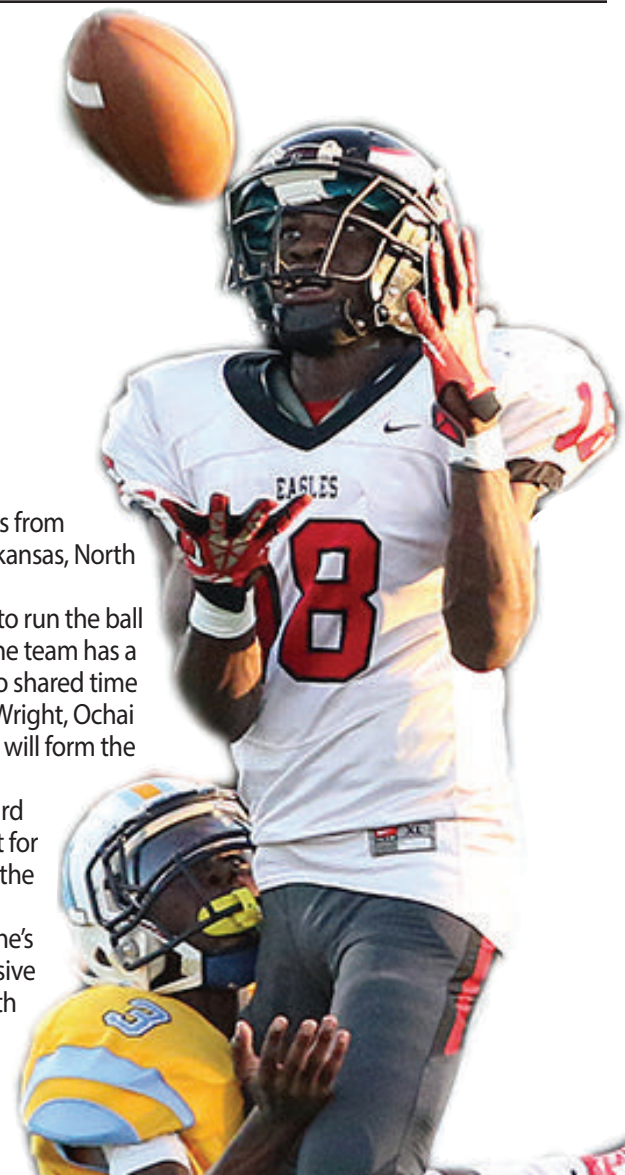 EAGLES
8
s from
kansas, North
to run the ball
team has a
o shared time
Wright, Ochai
will form the
rd
t for
the
ne's
sive
th
XL
3